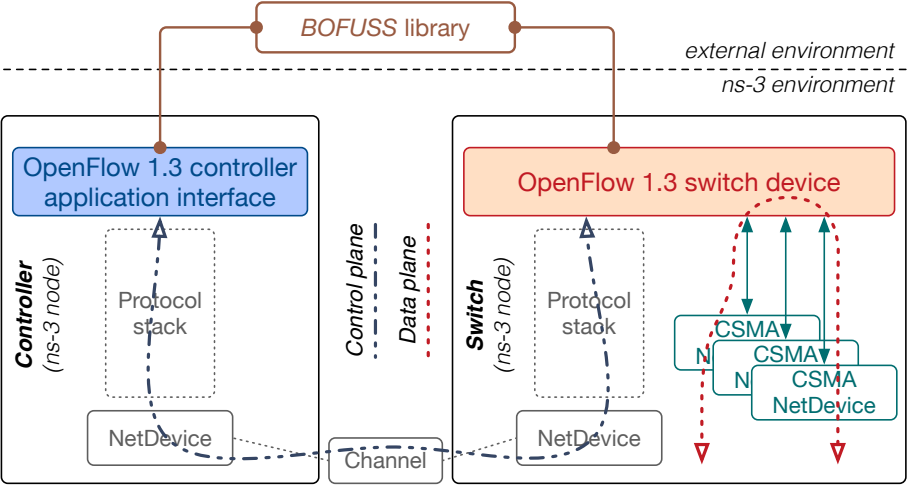 BOFUSS library
external environment
ns-3 environment
OpenFlow 1.3 controller
application interface
OpenFlow 1.3 switch device
Controller
(ns-3 node)
Protocol
stack
Control plane
Data plane
Switch
(ns-3 node)
Protocol
stack
CSMA
N
CSMA
N
CSMA
NetDevice
NetDevice
Channel
NetDevice